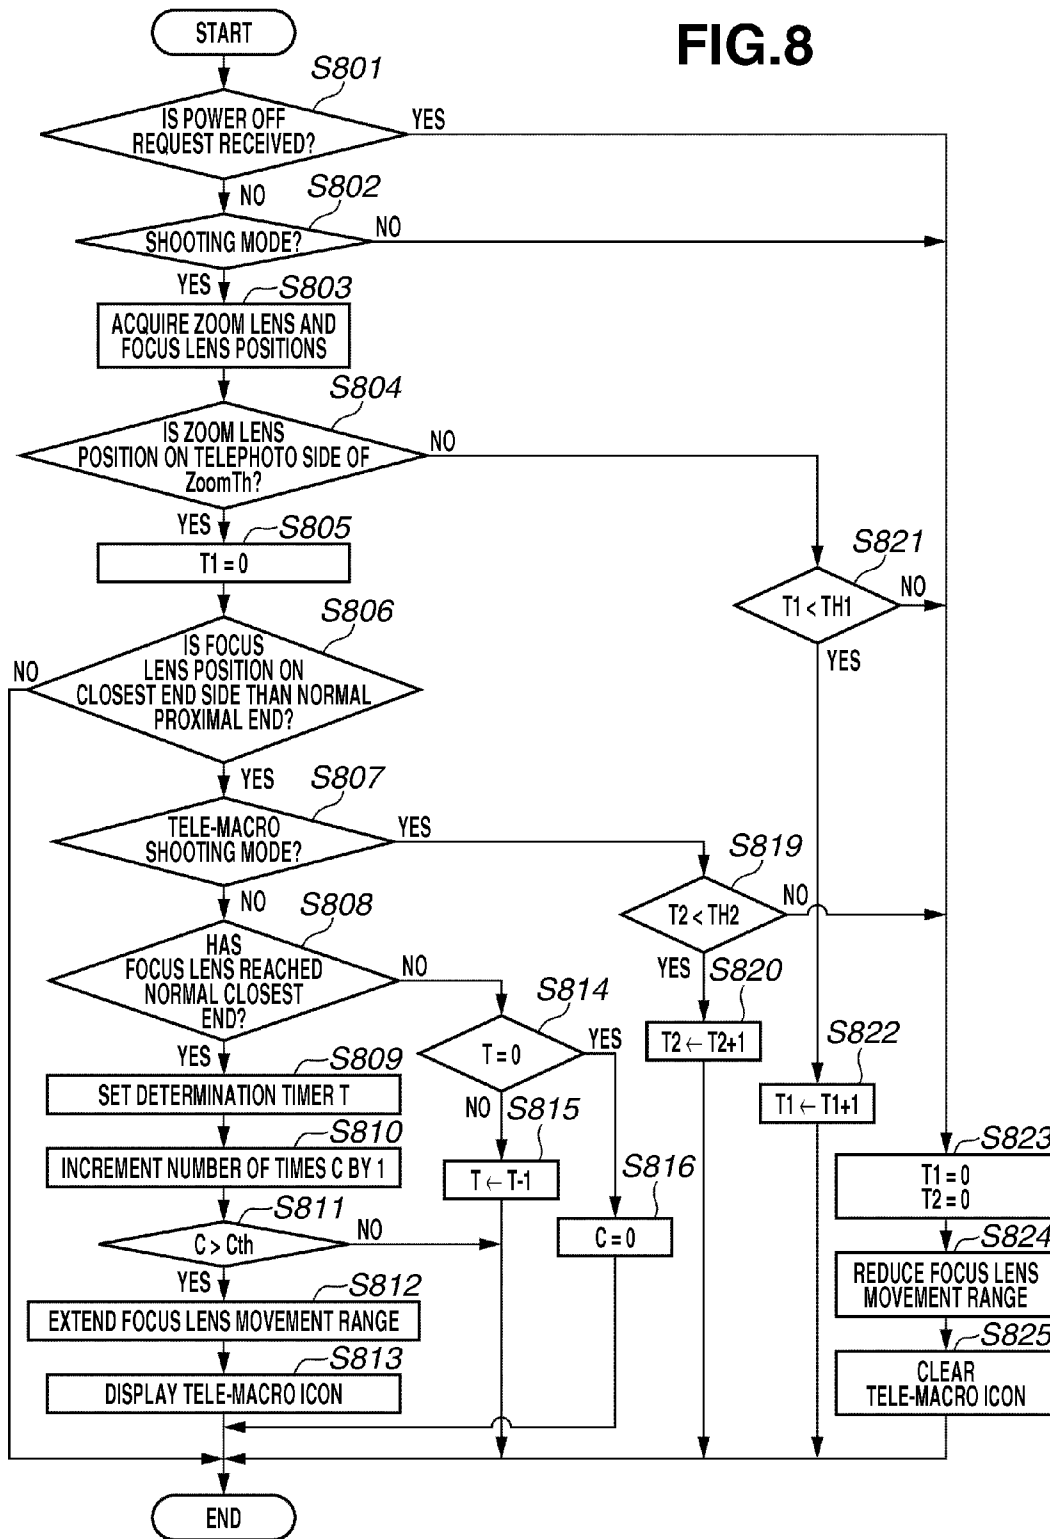 FIG.8
START
S801
IS POWER OFF
REQUEST RECEIVED?
YES
NO
S802
SHOOTING MODE?
NO
YES
S803
ACQUIRE ZOOM LENS AND
FOCUS LENS POSITIONS
S804
IS ZOOM LENS
POSITION ON TELEPHOTO SIDE OF
ZoomTh?
NO
YES
S805
T1 = 0
S821
T1 < TH1
NO
YES
S806
IS FOCUS
LENS POSITION ON
CLOSEST END SIDE THAN NORMAL
PROXIMAL END?
NO
YES
S807
TELE-MACRO
SHOOTING MODE?
YES
NO
S819
T2 < TH2
NO
YES
S820
T2 ← T2+1
S808
HAS
FOCUS LENS REACHED
NORMAL CLOSEST
END?
NO
YES
S814
T = 0
YES
NO
S822
T1 ← T1+1
S809
SET DETERMINATION TIMER T
S815
T ← T-1
S810
INCREMENT NUMBER OF TIMES C BY 1
S816
C = 0
S823
T1 = 0
T2 = 0
S811
C > Cth
NO
YES
S824
REDUCE FOCUS LENS
MOVEMENT RANGE
S812
EXTEND FOCUS LENS MOVEMENT RANGE
S825
CLEAR
TELE-MACRO ICON
S813
DISPLAY TELE-MACRO ICON
END